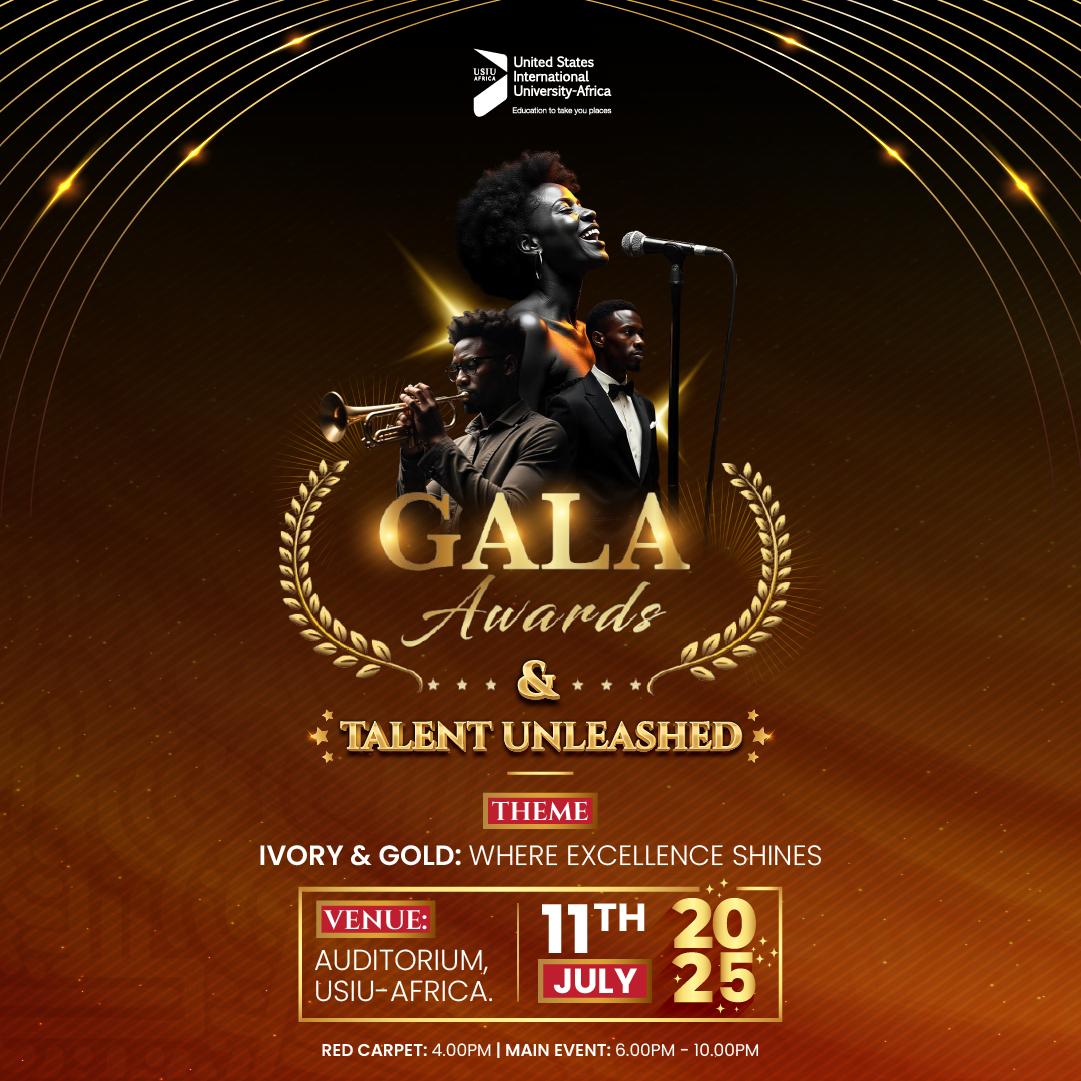 USIU
AFRICA
United States
International
University-Africa
Education to take you places
GALA
Awards
&
TALENT UNLEASHED
THEME
IVORY & GOLD: WHERE EXCELLENCE SHINES
VENUE:
AUDITORIUM,
USIU-AFRICA.
11TH
JULY
20
25
RED CARPET: 4.00PM | MAIN EVENT: 6.00PM - 10.00PM